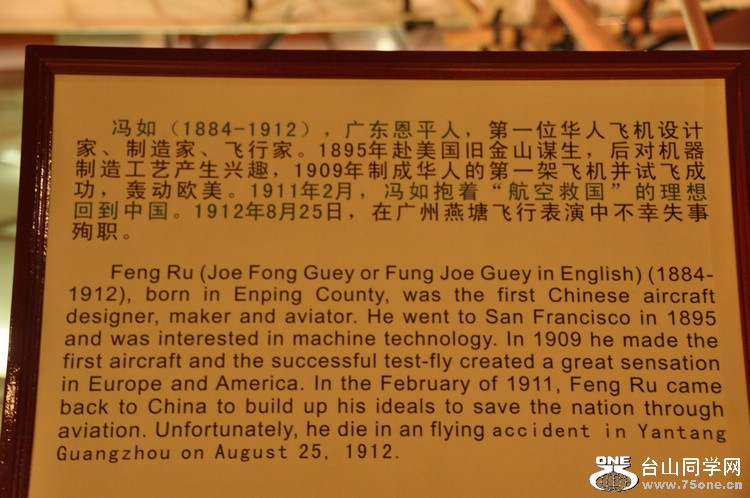 冯如（1884-1912），广东恩平人，第一位华人飞机设计
家、制造家、飞行家。1895年赴美国旧金山谋生，后对机器
制造工艺产生兴趣，1909年制成华人的第一架飞机并试飞成
功，轰动欧美。1911年2月，冯如抱着“航空救国”的理想
回到中国。1912年8月25日，在广州燕塘飞行表演中不幸失事
殉职。
Feng Ru (Joe Fong Guey or Fung Joe Guey in English) (1884-
1912), born in Enping County, was the first Chinese aircraft
designer, maker and aviator. He went to San Francisco in 1895
and was interested in machine technology. In 1909 he made the
first aircraft and the successful test-fly created a great sensation
in Europe and America. In the February of 1911, Feng Ru came
back to China to build up his ideals to save the nation through
aviation. Unfortunately, he die in an flying accident in Yantang
Guangzhou on August 25, 1912.
ONE
台山同学网
www.75one.cn